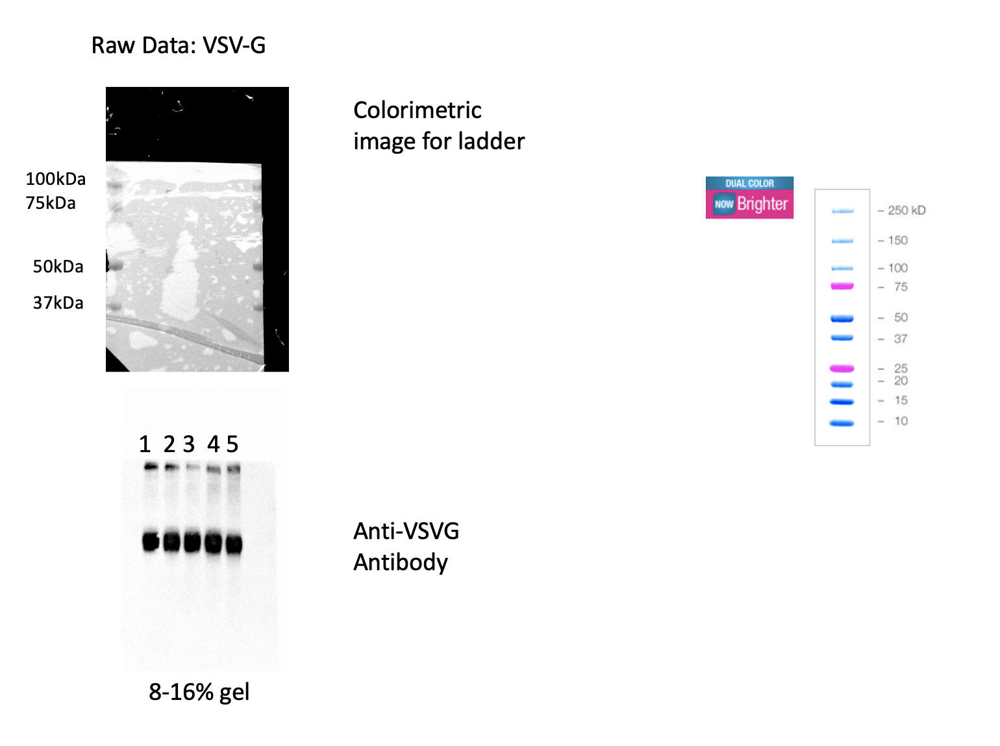 Raw Data: VSV-G
Colorimetric
image for ladder
100kDa
75kDa
50kDa
37kDa
DUAL COLOR
NOW Brighter
– 250 kD
– 150
– 100
– 75
– 50
– 37
– 25
– 20
– 15
– 10
1 2 3 4 5
Anti-VSVG
Antibody
8-16% gel